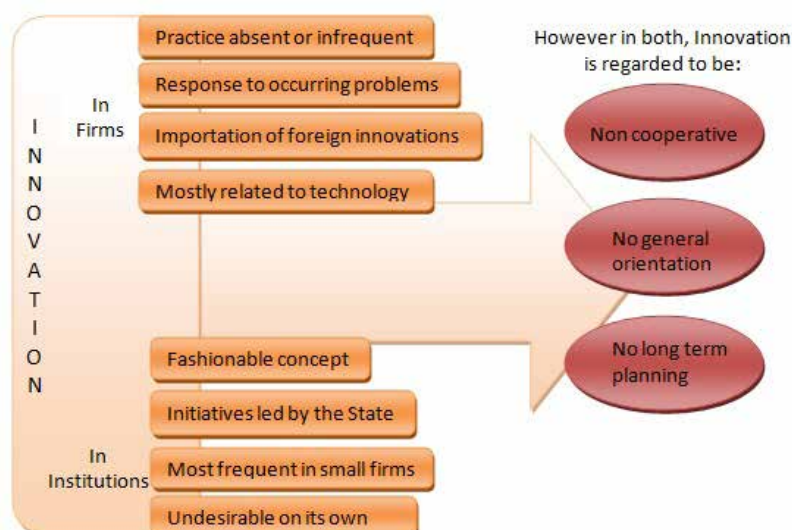 Practice absent or infrequent
Response to occurring problems
Importation of foreign innovations
Mostly related to technology
In
Firms
INNOVATION
Fashionable concept
Initiatives led by the State
Most frequent in small firms
Undesirable on its own
In
Institutions
However in both, Innovation
is regarded to be:
Non cooperative
No general
orientation
No long term
planning